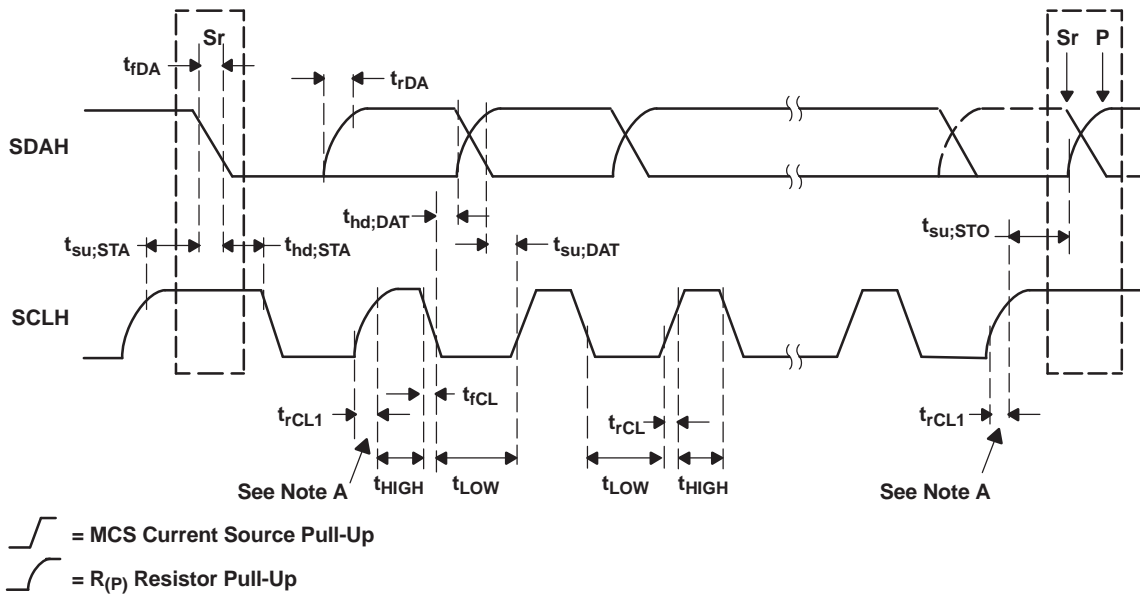 Sr
Sr P
tfDA
trDA
SDAH
thd;DAT
tsu;STA
thd;STA
tsu;DAT
tsu;STO
SCLH
tfCL
trCL1
trCL
trCL1
tHIGH
tLOW
tLOW
tHIGH
See Note A
See Note A
= MCS Current Source Pull-Up
= R(P) Resistor Pull-Up